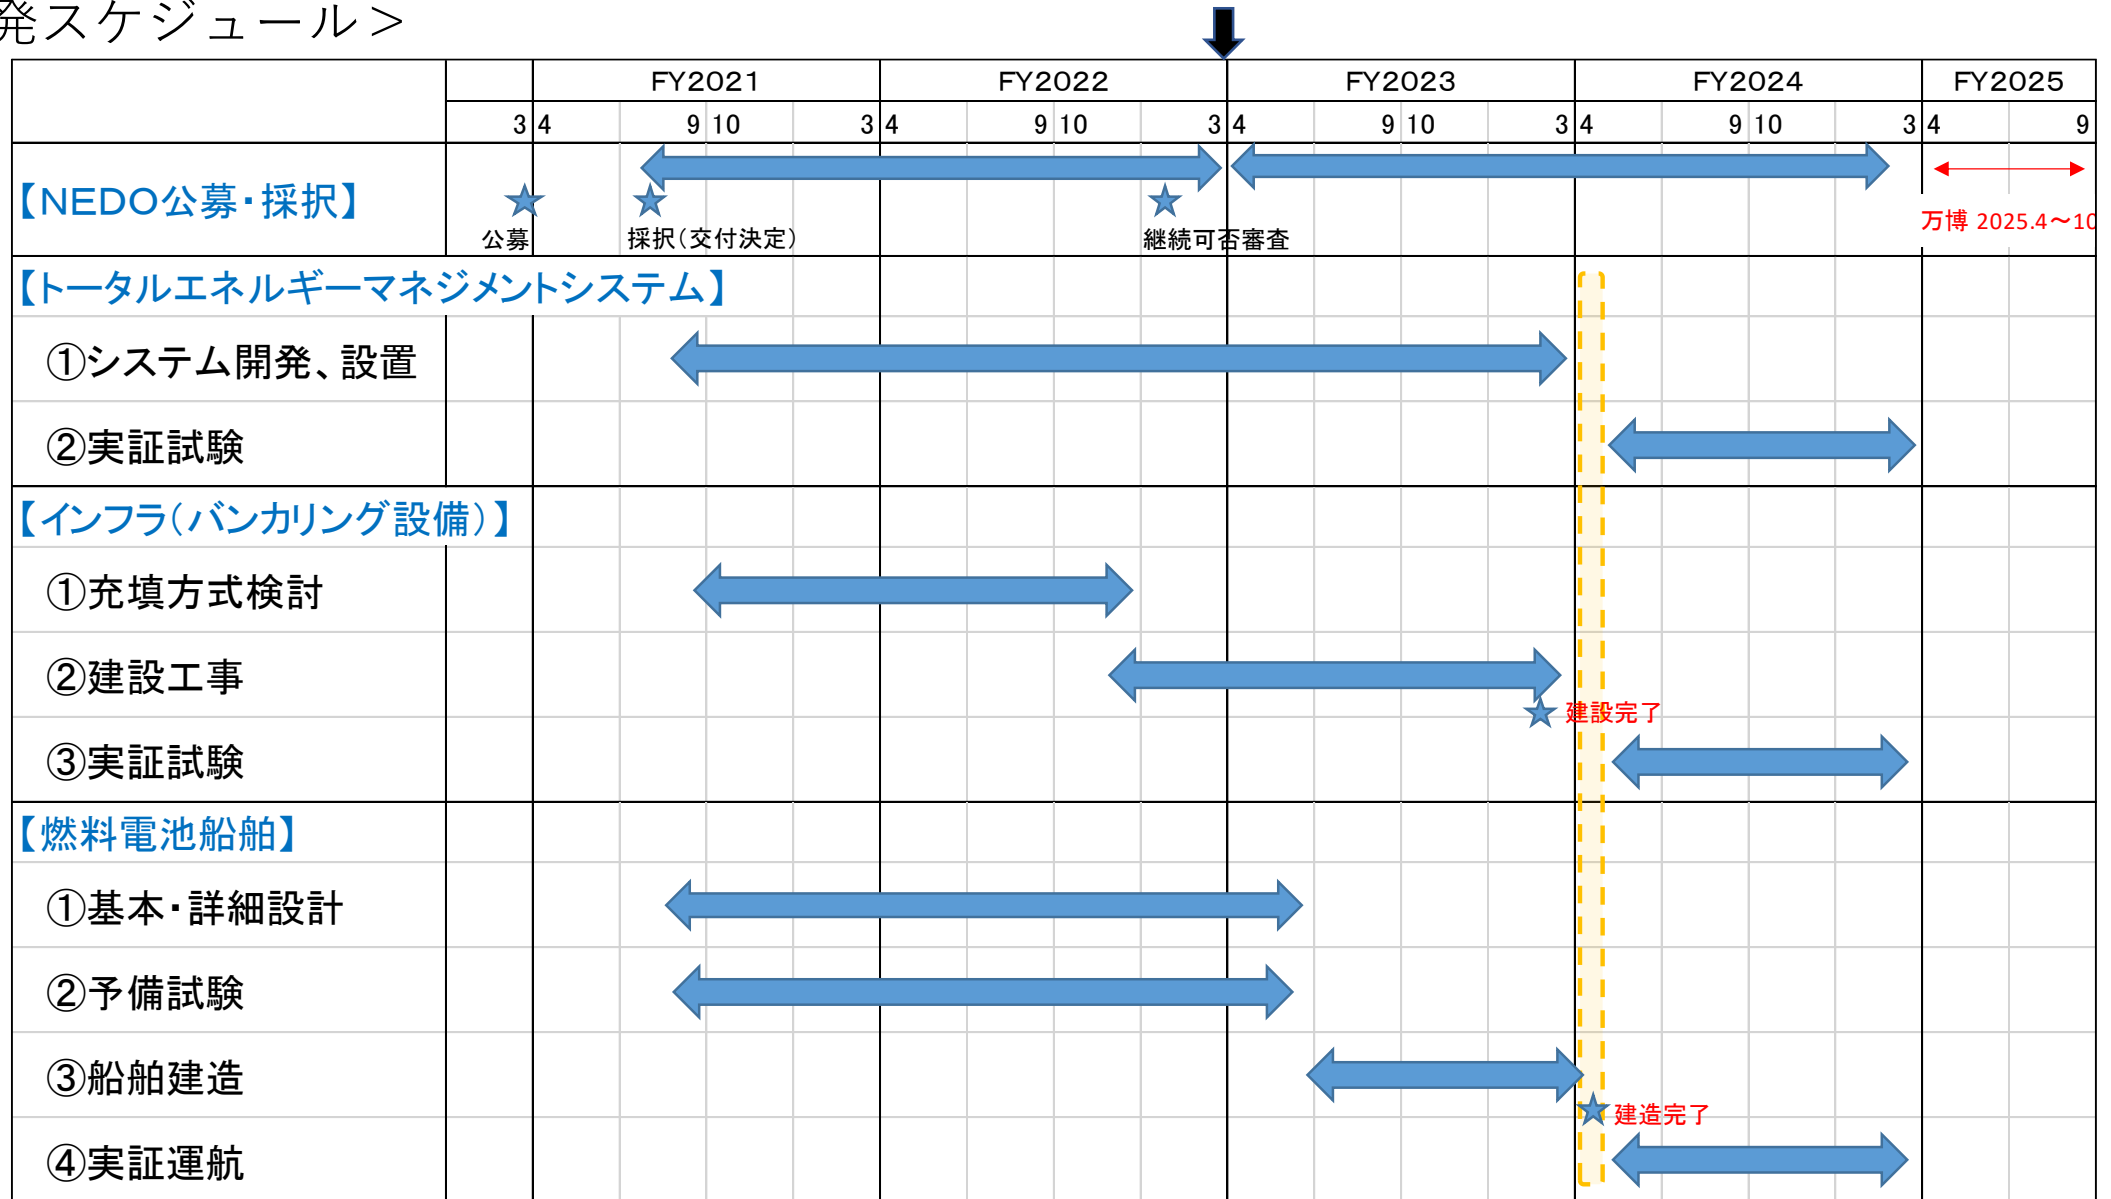 発スケジュール＞
FY2021 FY2022 FY2023 FY2024 FY2025
3 4 9 10 3 4 9 10 3 4 9 10 3 4 9 10 3 4 9
【NEDO公募・採択】
公募 採択（交付決定） 継続可否審査 万博 2025.4～10
【トータルエネルギーマネジメントシステム】
①システム開発、設置
②実証試験
【インフラ（バンカリング設備）】
①充填方式検討
②建設工事
建設完了
③実証試験
【燃料電池船舶】
①基本・詳細設計
②予備試験
③船舶建造
建造完了
④実証運航